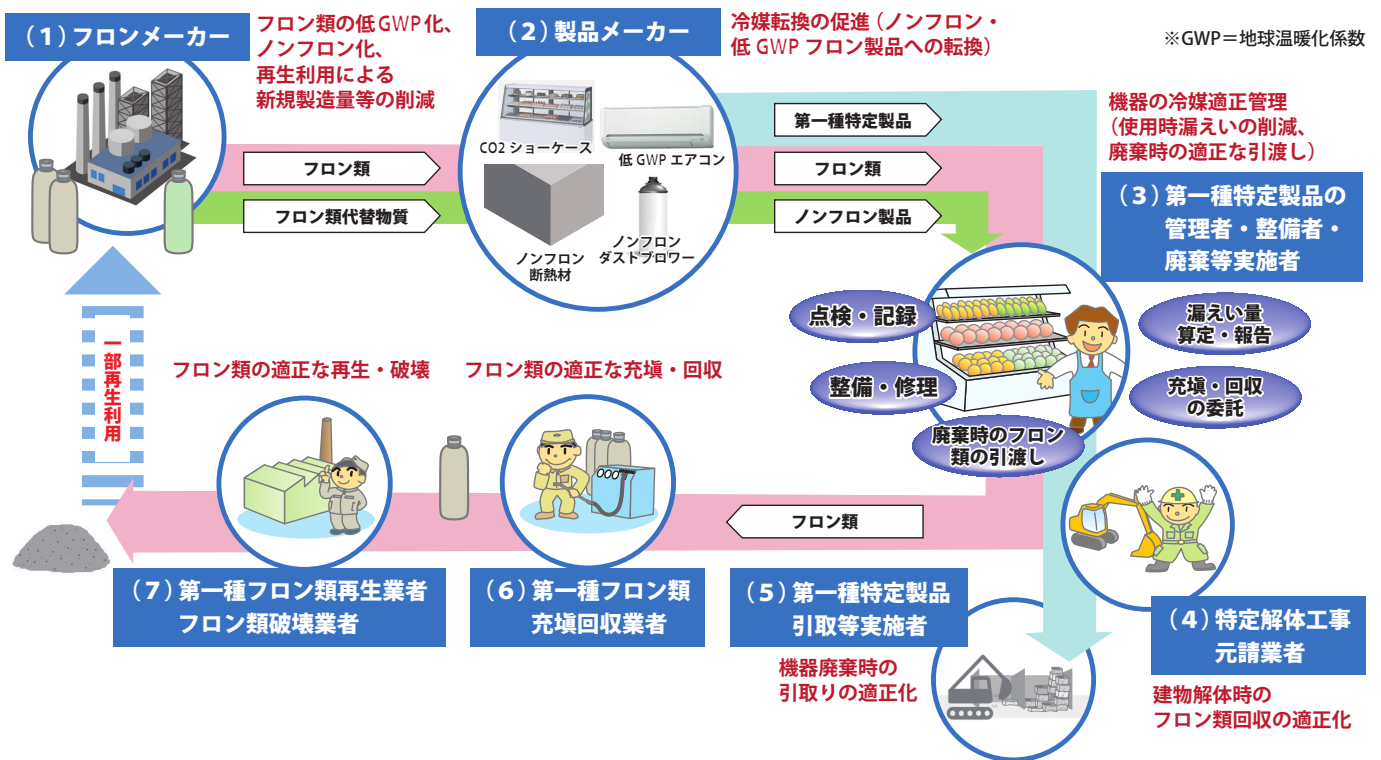 （１）フロンメーカー
フロン類の低GWP化、
ノンフロン化、
再生利用による
新規製造量等の削減
（２）製品メーカー
冷媒転換の促進（ノンフロン・
低 GWP フロン製品への転換）
※GWP＝地球温暖化係数
CO2 ショーケース
低 GWP エアコン
ノンフロン
断熱材
ノンフロン
ダストブロワー
フロン類
フロン類代替物質
第一種特定製品
フロン類
ノンフロン製品
機器の冷媒適正管理
（使用時漏えいの削減、
廃棄時の適正な引渡し）
（３）第一種特定製品の
管理者・整備者・
廃棄等実施者
点検・記録
整備・修理
廃棄時のフロン
類の引渡し
漏えい量
算定・報告
充塡・回収
の委託
一部再生利用
フロン類の適正な再生・破壊
フロン類の適正な充塡・回収
フロン類
（７）第一種フロン類再生業者
フロン類破壊業者
（６）第一種フロン類
充塡回収業者
（５）第一種特定製品
引取等実施者
機器廃棄時の
引取りの適正化
（４）特定解体工事
元請業者
建物解体時の
フロン類回収の適正化